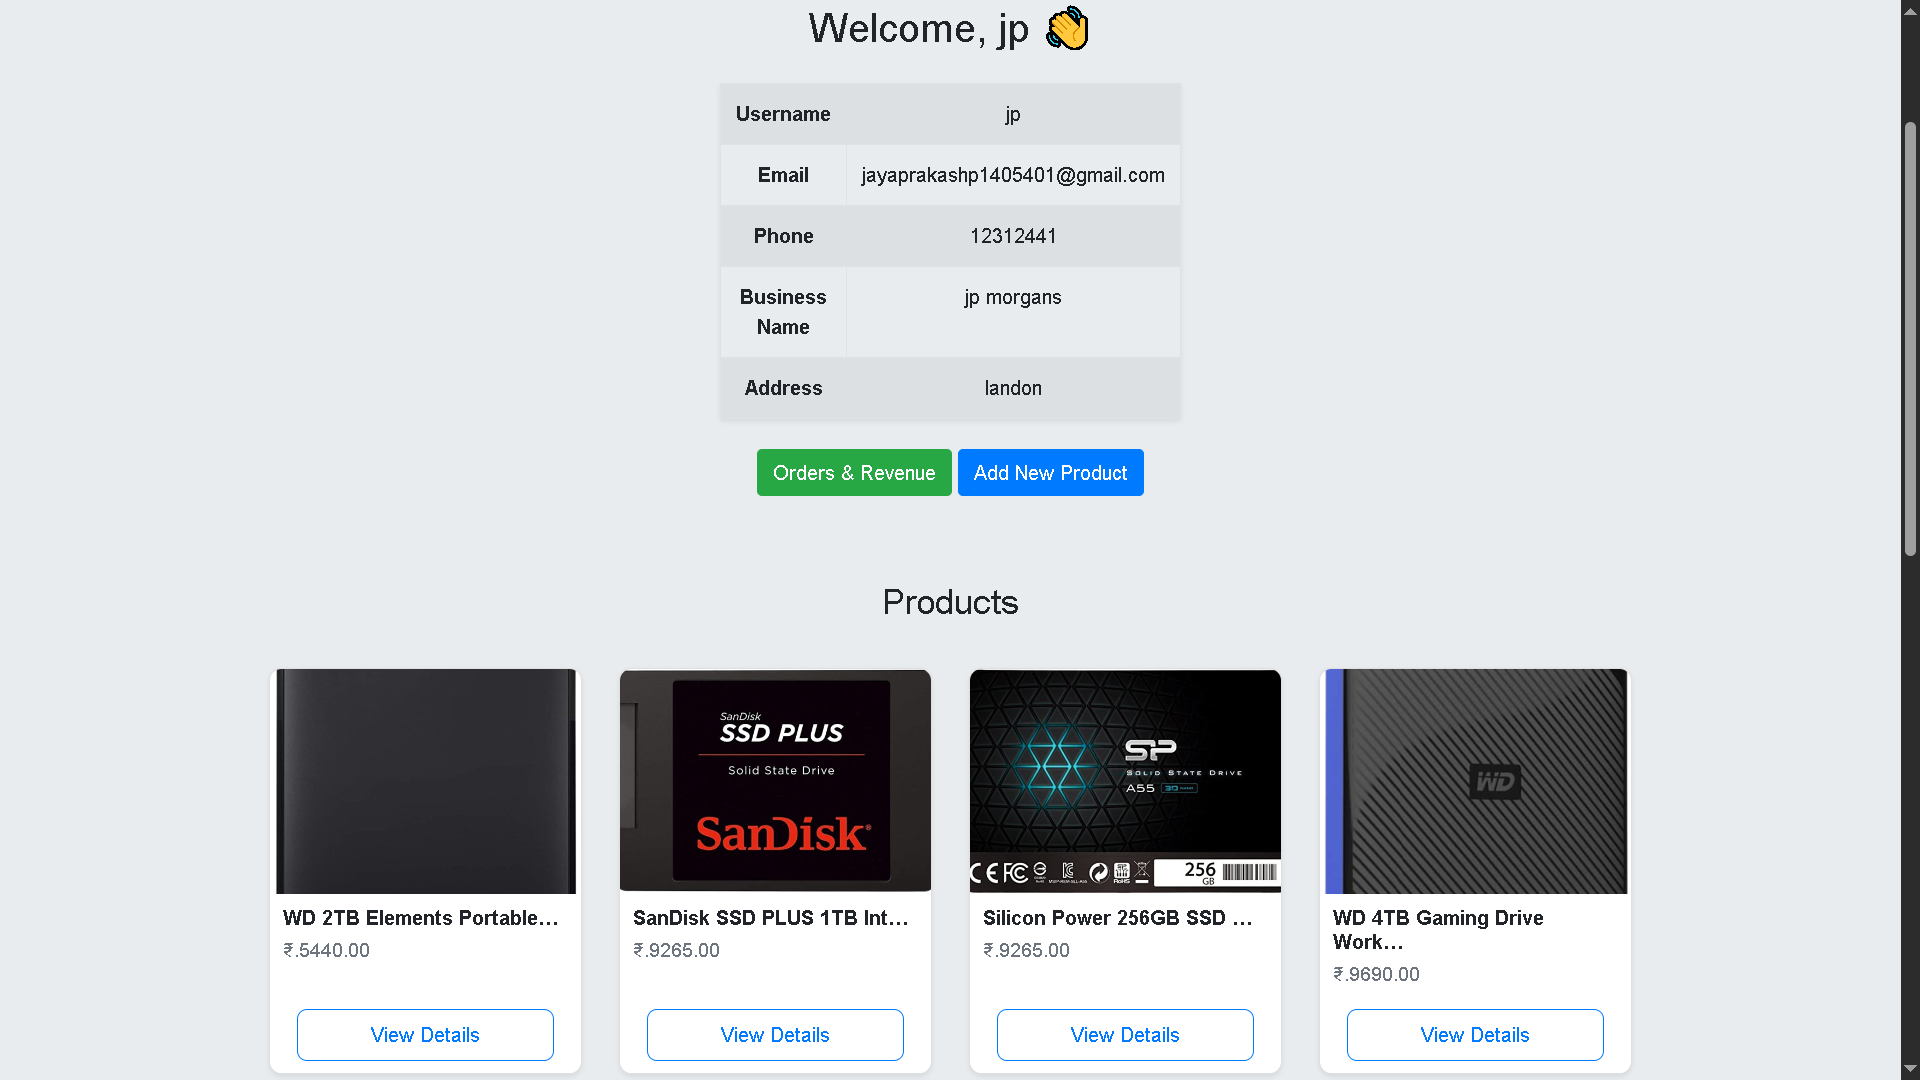 Welcome, jp 👋
Username jp
Email jayaprakashp1405401@gmail.com
Phone 12312441
Business Name jp morgans
Address landon
Orders & Revenue Add New Product
Products
SanDisk
SSD PLUS
Solid State Drive
SanDisk®
SP
SOLID STATE DRIVE
A55
256
GB
WD
WD 2TB Elements Portable...
₹.5440.00
View Details
SanDisk SSD PLUS 1TB Int...
₹.9265.00
View Details
Silicon Power 256GB SSD ...
₹.9265.00
View Details
WD 4TB Gaming Drive
Work...
₹.9690.00
View Details